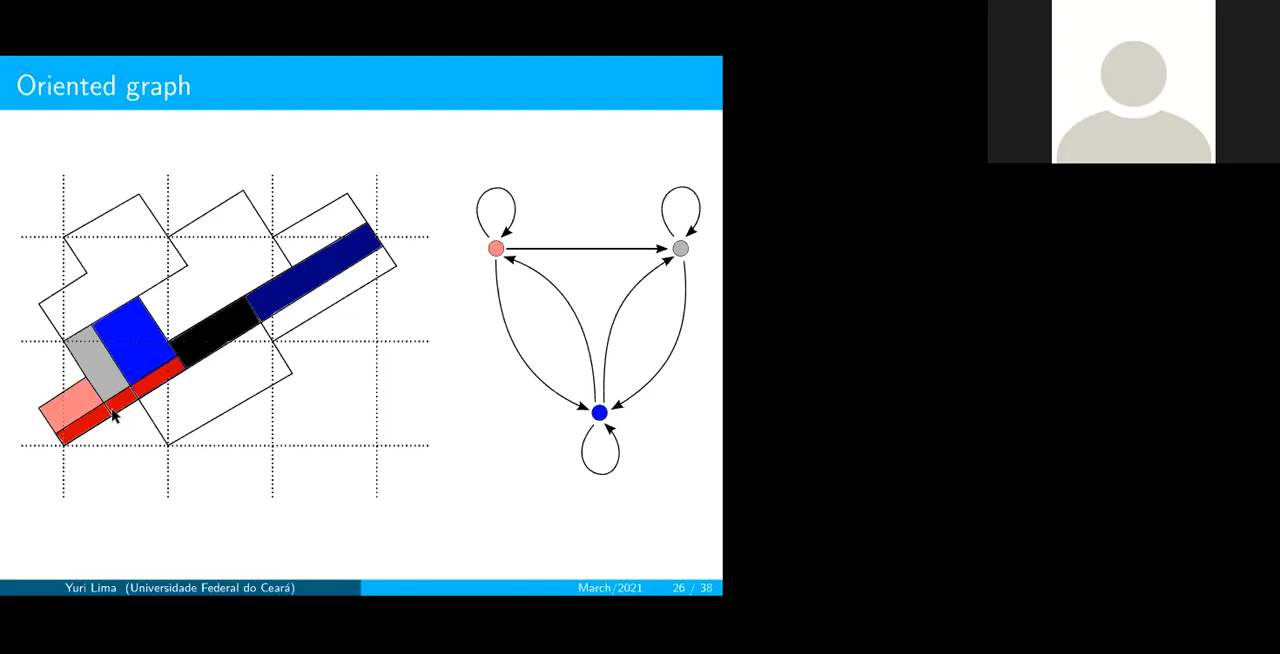 Oriented graph
Yuri Lima (Universidade Federal do Ceará)
March/2021
26 / 38